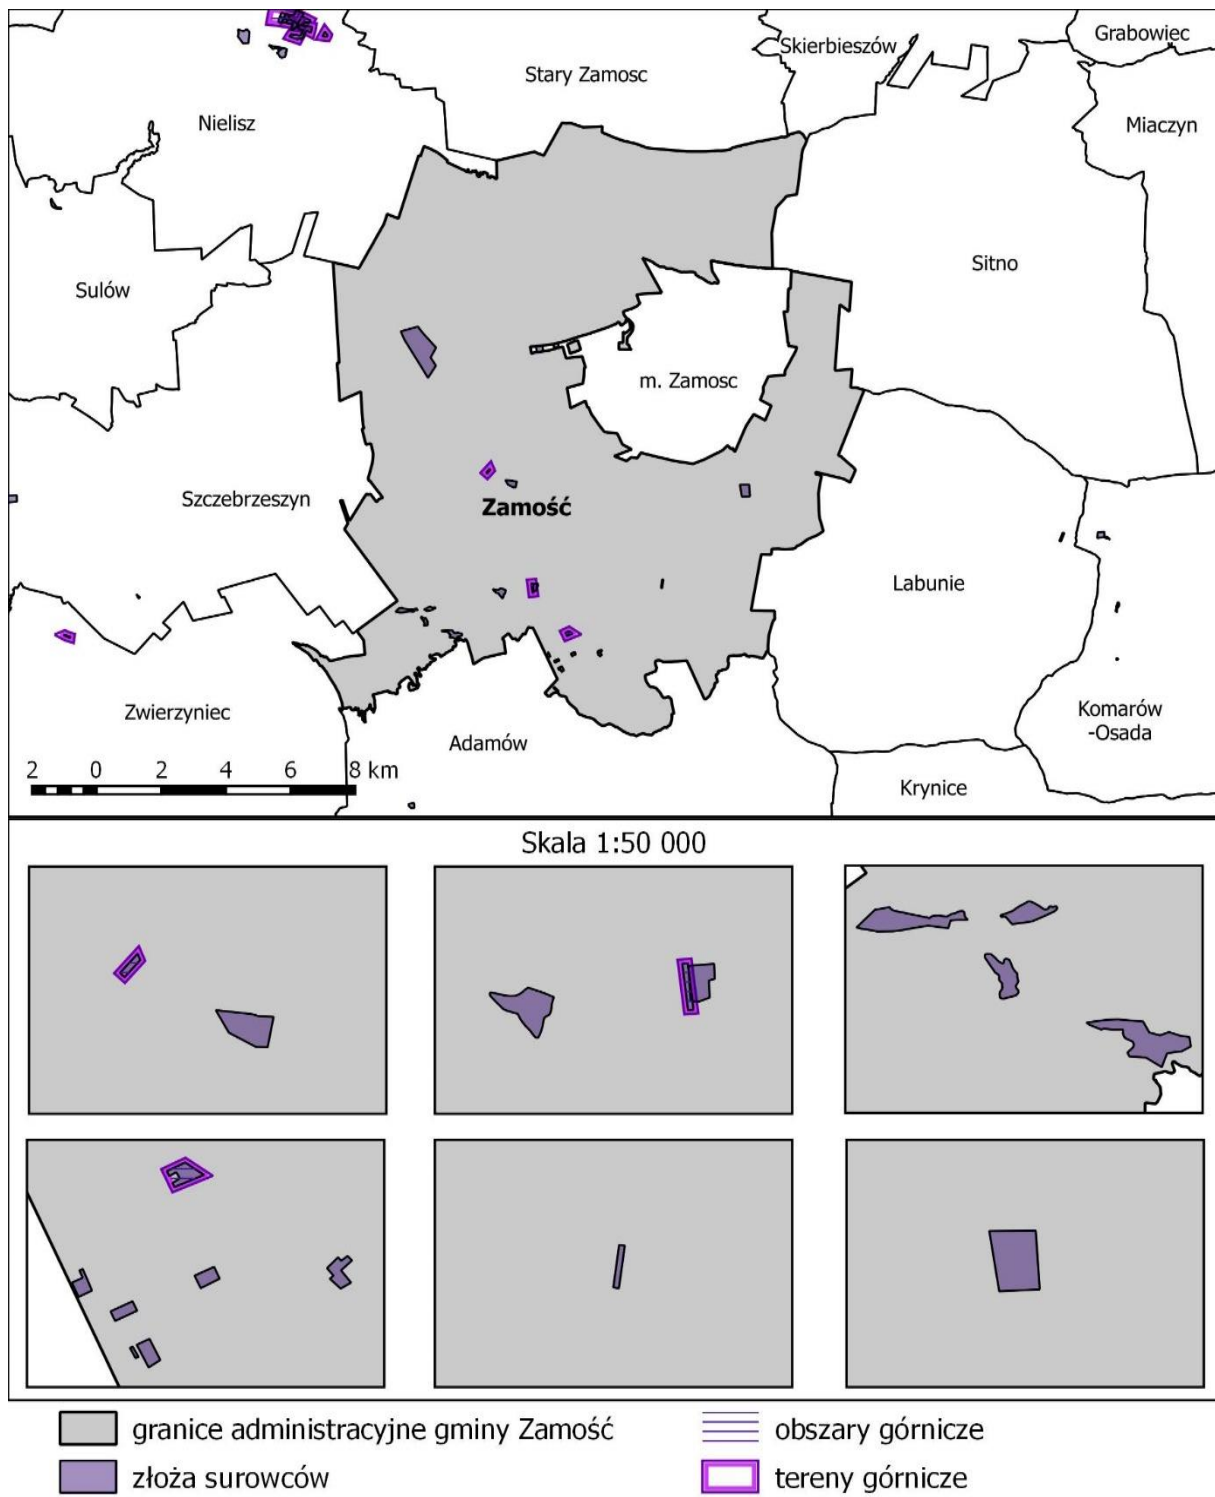 Skierbieszów
Grabowiec
Stary Zamosc
Nielisz
Miaczyn
Sitno
Sulów
m. Zamosc
Szczebrzeszyn
Zamość
Labunie
Zwierzyniec
Adamów
Komarów
-Osada
Krynice
2 0 2 4 6 8 km
Skala 1:50 000
granice administracyjne gminy Zamość
obszary górnicze
złoża surowców
tereny górnicze